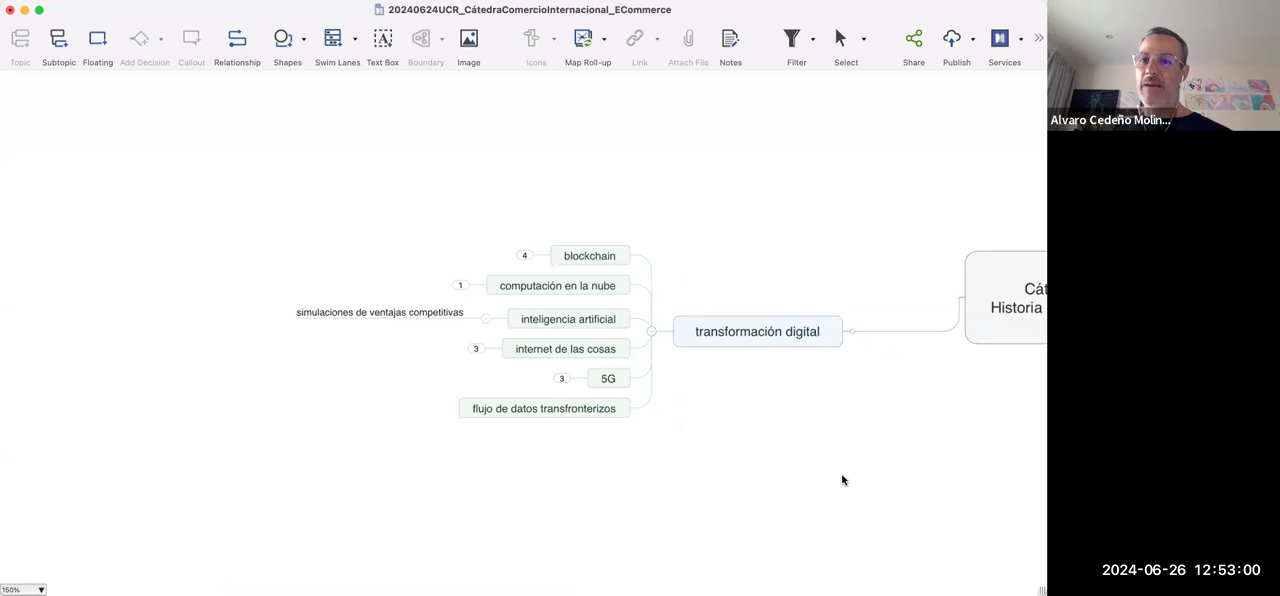 20240624UCR_CátedraComercioInternacional_ECommerce
Topic Subtopic Floating Add Decision Callout Relationship Shapes Swim Lanes Text Box Boundary Image Icons Map Roll-up Link Attach File Notes Filter Select Share Publish Services
Alvaro Cedeño Molin...
4 blockchain
1 computación en la nube
simulaciones de ventajas competitivas
inteligencia artificial
3 internet de las cosas
3 5G
flujo de datos transfronterizos
transformación digital
Cát
Historia
150%
2024-06-26 12:53:00